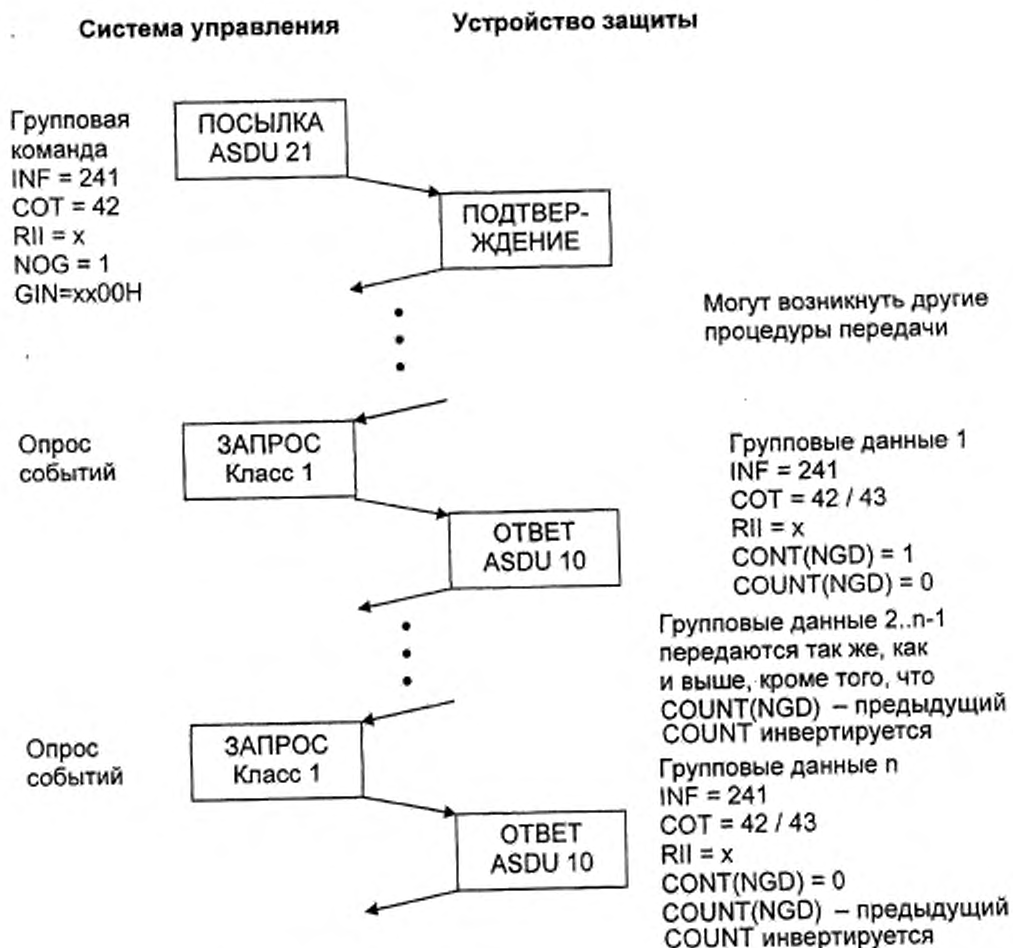 Система управления
Устройство защиты
Групповая
команда
INF = 241
COT = 42
RII = x
NOG = 1
GIN=xx00H
ПОСЫЛКА
ASDU 21
ПОДТВЕР-
ЖДЕНИЕ
Могут возникнуть другие
процедуры передачи
Опрос
событий
ЗАПРОС
Класс 1
ОТВЕТ
ASDU 10
Групповые данные 1
INF = 241
COT = 42 / 43
RII = x
CONT(NGD) = 1
COUNT(NGD) = 0
Групповые данные 2..n-1
передаются так же, как
и выше, кроме того, что
COUNT(NGD) – предыдущий
COUNT инвертируется
Опрос
событий
ЗАПРОС
Класс 1
ОТВЕТ
ASDU 10
Групповые данные n
INF = 241
COT = 42 / 43
RII = x
CONT(NGD) = 0
COUNT(NGD) – предыдущий
COUNT инвертируется